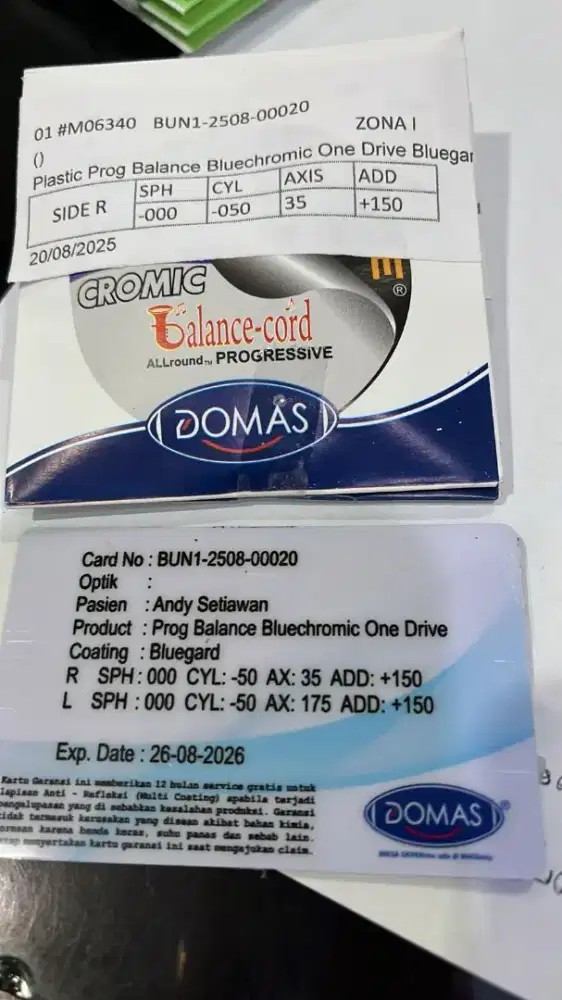 01 #M06340 BUN1-2508-00020 ZONA I
()
Plastic Prog Balance Bluechromic One Drive Bluegar
SPH CYL AXIS ADD
SIDE R -000 -050 35 +150
20/08/2025
CROMIC
®
Balance-cord
ALLround™ PROGRESSIVE
DOMAS
Card No : BUN1-2508-00020
Optik :
Pasien : Andy Setiawan
Product : Prog Balance Bluechromic One Drive
Coating : Bluegard
R SPH : 000 CYL: -50 AX: 35 ADD: +150
L SPH : 000 CYL: -50 AX: 175 ADD: +150
Exp. Date : 26-08-2026
Kartu Garansi ini memberikan 12 bulan service gratis untuk
lapisan Anti - Refleksi (Multi Coating) apabila terjadi
pengelupasan yang di sebabkan kesalahan produksi. Garansi
tidak termasuk kerusakan yang disean akibat bahan kimia,
karena benda keras, suhu panas dan sebab lain.
menyertakan kartu garansi ini saat mengajukan claim.
DOMAS®